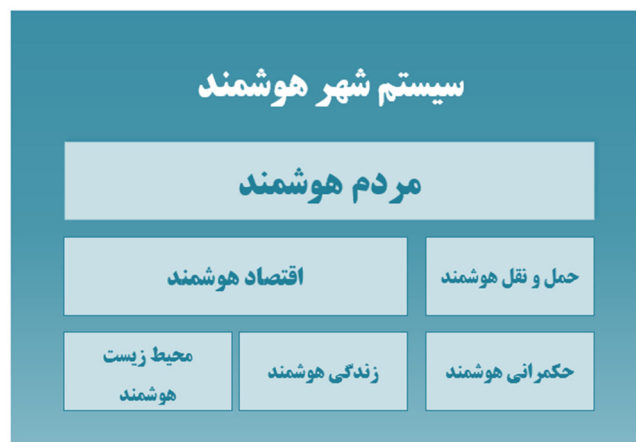 سیستم شهر هوشمند
مردم هوشمند
حمل و نقل هوشمند
اقتصاد هوشمند
حکمرانی هوشمند
زندگی هوشمند
محیط زیست
هوشمند